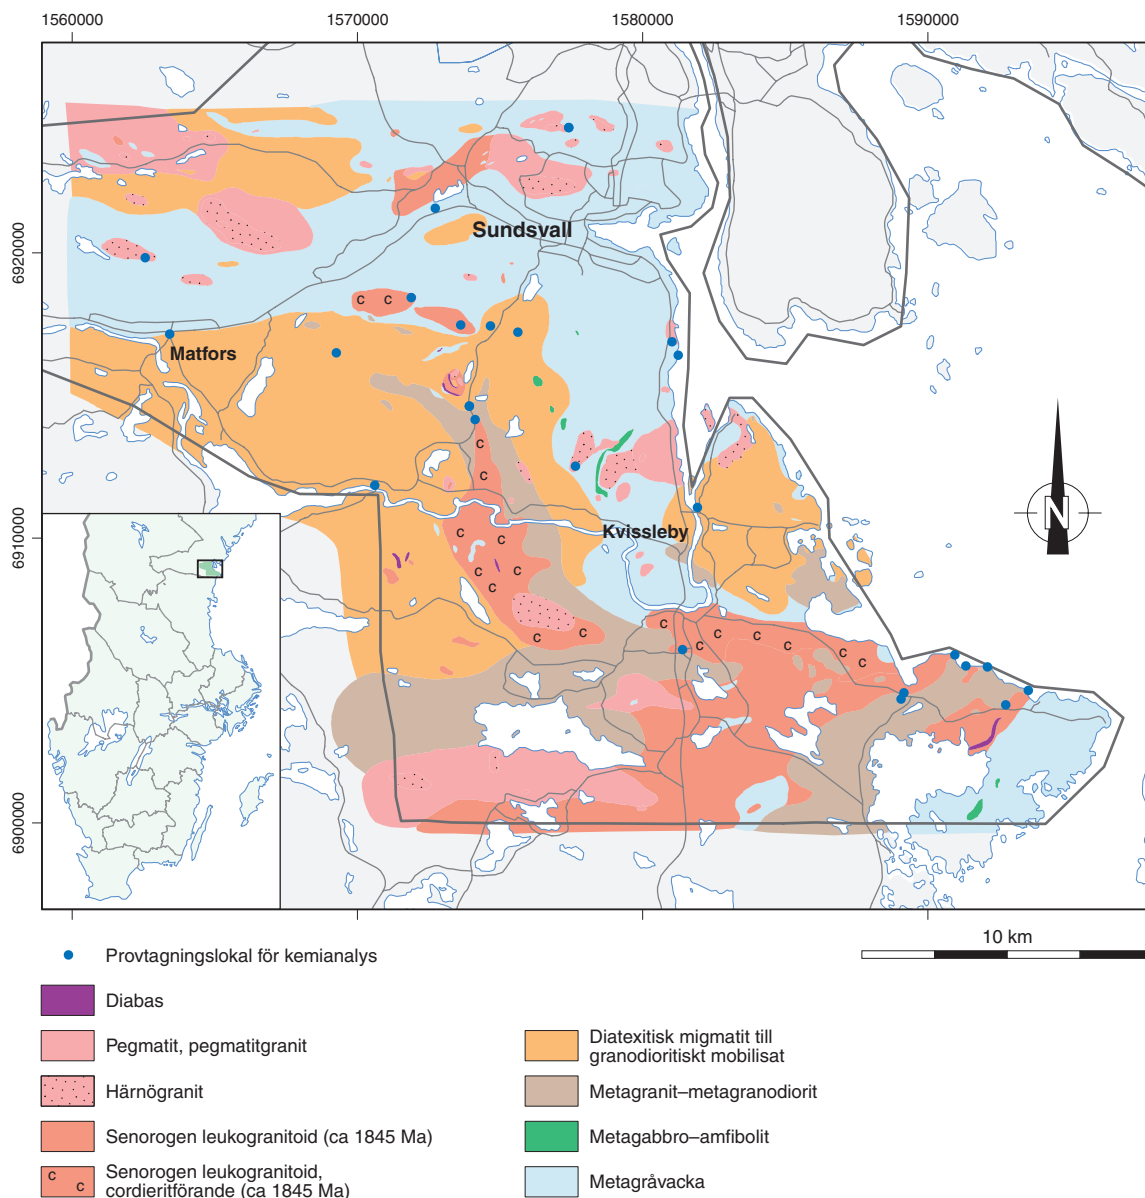 1560000 1570000 1580000 1590000
6920000
6910000
6900000
Sundsvall
Matfors
Kvissleby
N
C C
C
C
C C
C C
C
C C
C C C C
C C
C
10 km
Provtagningslokal för kemianalys
Diabas
Pegmatit, pegmatitgranit
Härnögranit
Senorogen leukogranitoid (ca 1845 Ma)
C
C
Senorogen leukogranitoid,
cordieritförande (ca 1845 Ma)
Diatexitisk migmatit till
granodioritiskt mobilisat
Metagranit–metagranodiorit
Metagabbro–amfibolit
Metagråvacka